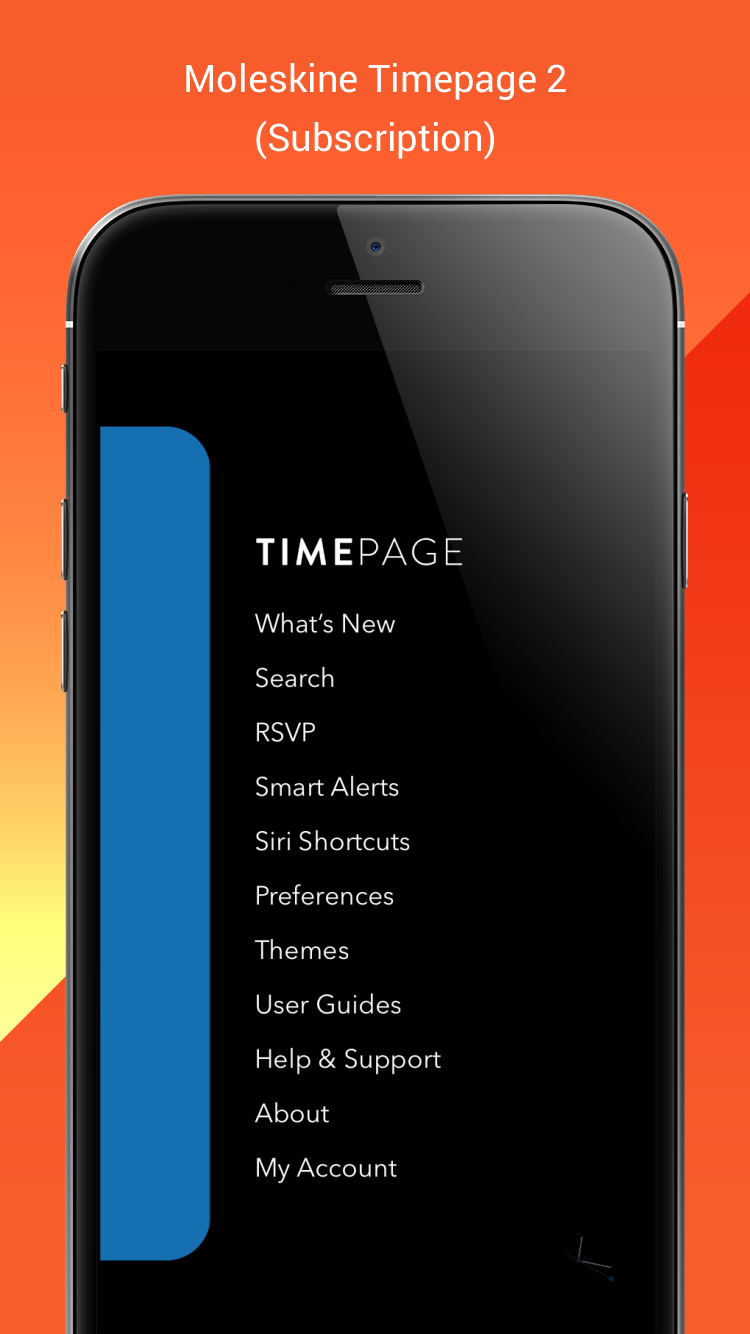 Moleskine Timepage 2
(Subscription)
TIMEPAGE
What’s New
Search
RSVP
Smart Alerts
Siri Shortcuts
Preferences
Themes
User Guides
Help & Support
About
My Account